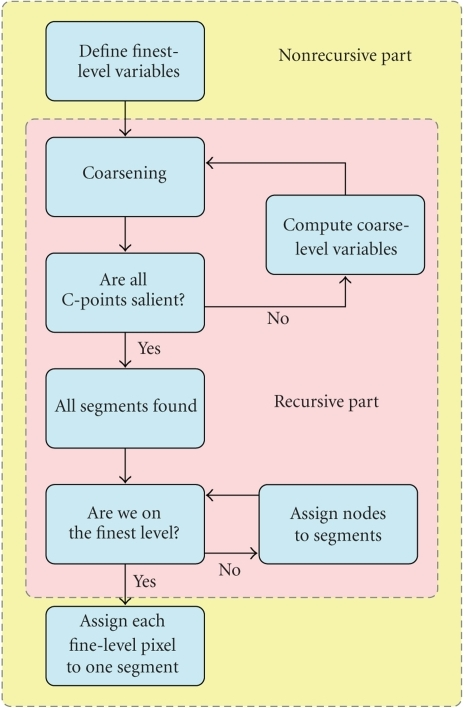 Define finest-
level variables
Nonrecursive part
Coarsening
Compute coarse-
level variables
Are all
C-points salient?
No
Yes
All segments found
Recursive part
Are we on
the finest level?
Assign nodes
to segments
No
Yes
Assign each
fine-level pixel
to one segment